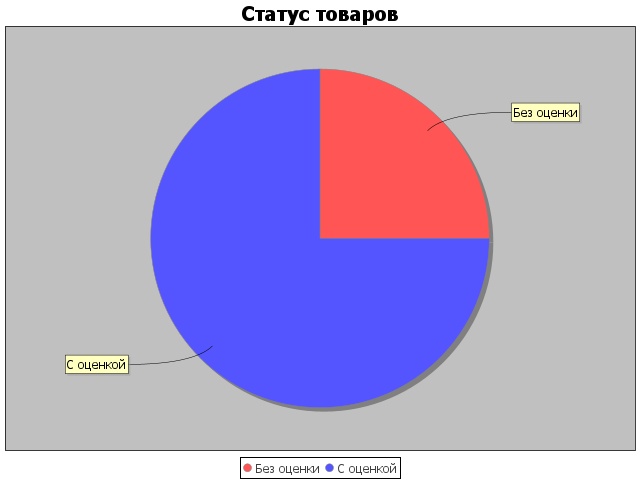 Статус товаров
Без оценки
С оценкой
Без оценки С оценкой